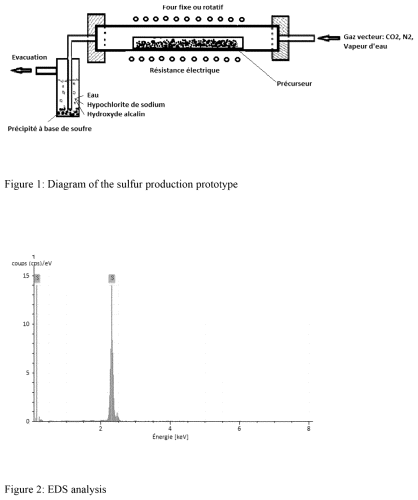 Four fixe ou rotatif
Gaz vecteur: CO2, N2,
Vapeur d'eau
Evacuation
Résistance électrique
Précurseur
Eau
Hypochlorite de sodium
Hydroxyde alcalin
Précipité à base de soufre
Figure 1: Diagram of the sulfur production prototype
coups (cps)/eV
15
S
S
10
5
0
2
4
6
8
Énergie [keV]
Figure 2: EDS analysis